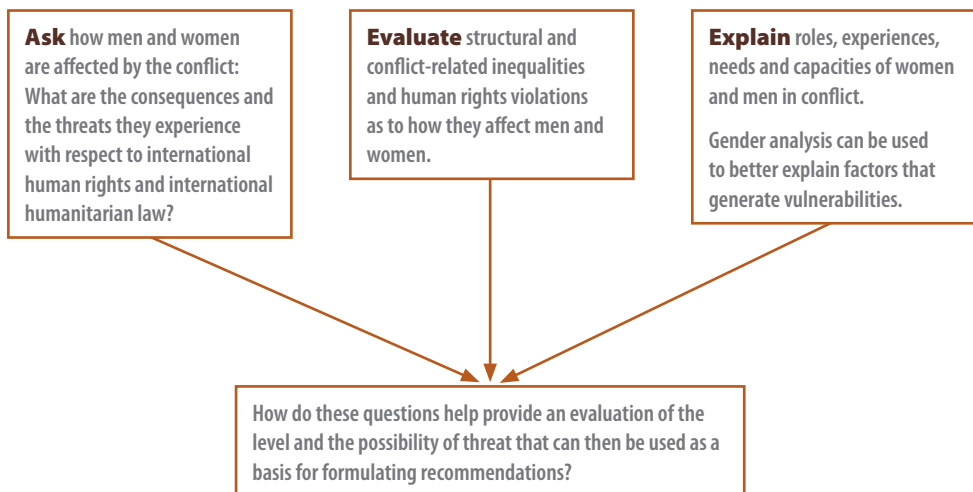 Ask how men and women
are affected by the conflict:
What are the consequences and
the threats they experience
with respect to international
human rights and international
humanitarian law?
Evaluate structural and
conflict-related inequalities
and human rights violations
as to how they affect men and
women.
Explain roles, experiences,
needs and capacities of women
and men in conflict.
Gender analysis can be used
to better explain factors that
generate vulnerabilities.
How do these questions help provide an evaluation of the
level and the possibility of threat that can then be used as a
basis for formulating recommendations?